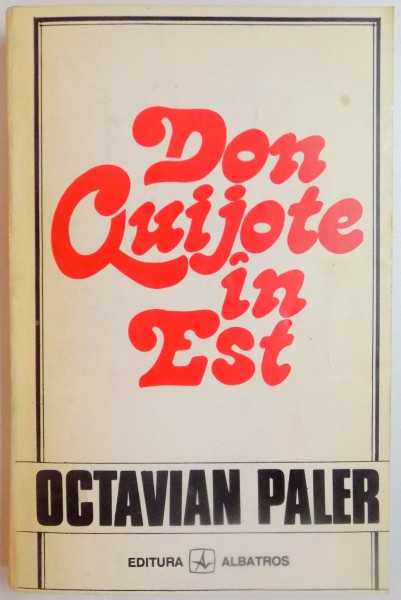 Don
Quijote
în
Est
OCTAVIAN PALER
EDITURA ALBATROS